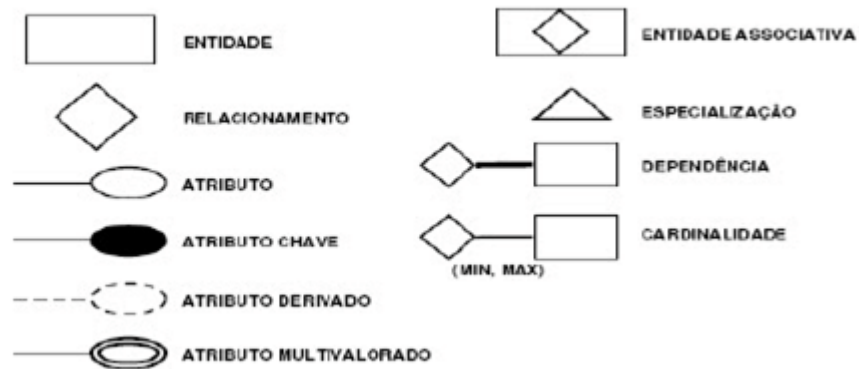 ENTIDADE
RELACIONAMENTO
ATRIBUTO
ATRIBUTO CHAVE
ATRIBUTO DERIVADO
ATRIBUTO MULTIVALORADO
ENTIDADE ASSOCIATIVA
ESPECIALIZAÇÃO
DEPENDÊNCIA
CARDINALIDADE
(MIN, MAX)